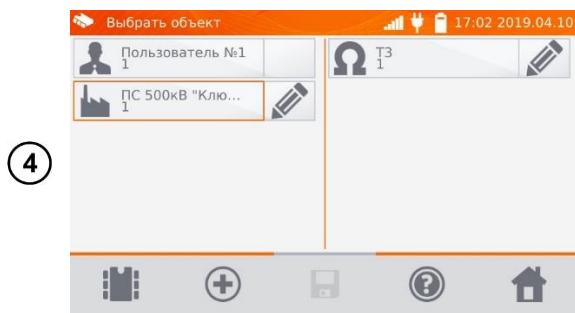 Выбрать объект
17:02 2019.04.10
Пользователь №1
1
ПС 500кВ "Клю...
1
Т3
1
4